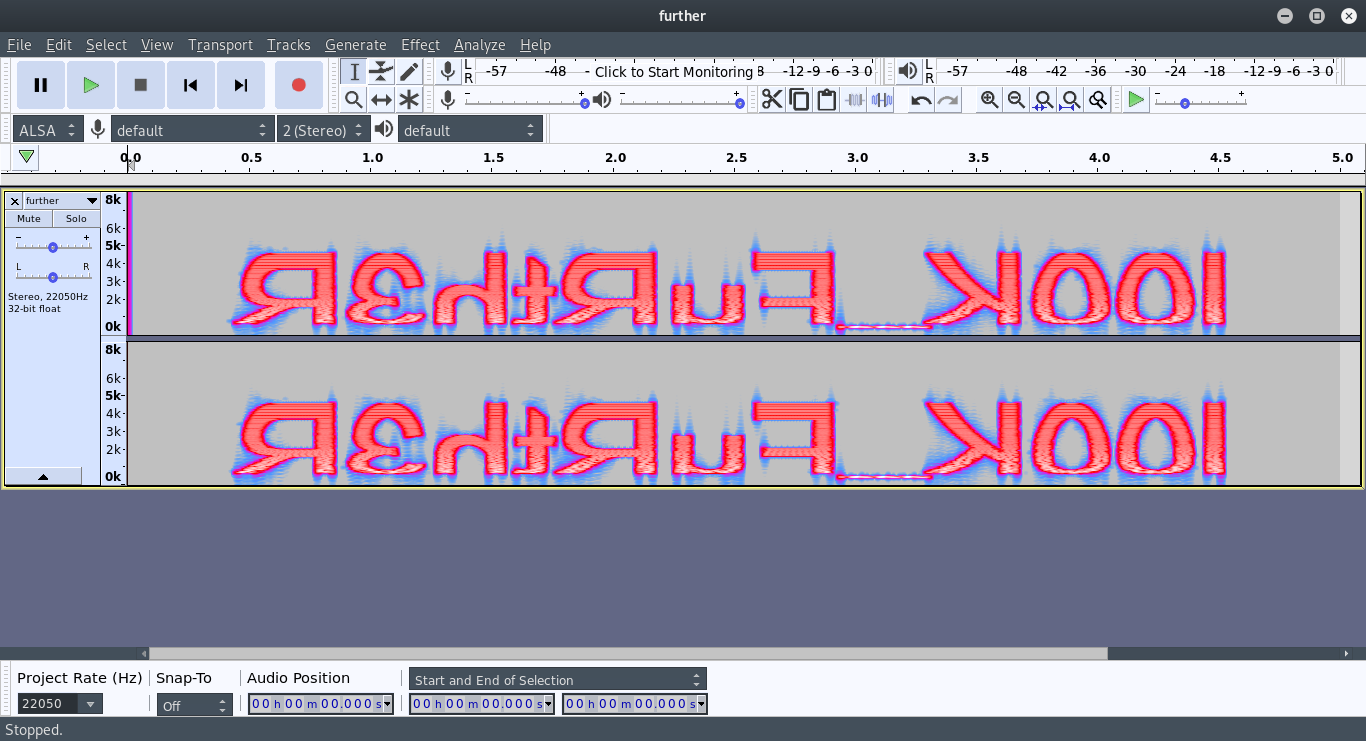 further
File Edit Select View Transport Tracks Generate Effect Analyze Help
L R -57 -48 - Click to Start Monitoring 8 -12 -9 -6 -3 0
L R -57 -48 -42 -36 -30 -24 -18 -12 -9 -6 -3 0
ALSA default 2 (Stereo) default
0.0 0.5 1.0 1.5 2.0 2.5 3.0 3.5 4.0 4.5 5.0
further
Mute Solo
- +
L R
Stereo, 22050Hz
32-bit float
8k
6k
5k
4k
3k
2k
0k
l00K_FuRth3R
8k
6k
5k
4k
3k
2k
0k
l00K_FuRth3R
Project Rate (Hz) Snap-To Audio Position Start and End of Selection
22050 Off 00 h 00 m 00.000 s 00 h 00 m 00.000 s 00 h 00 m 00.000 s
Stopped.